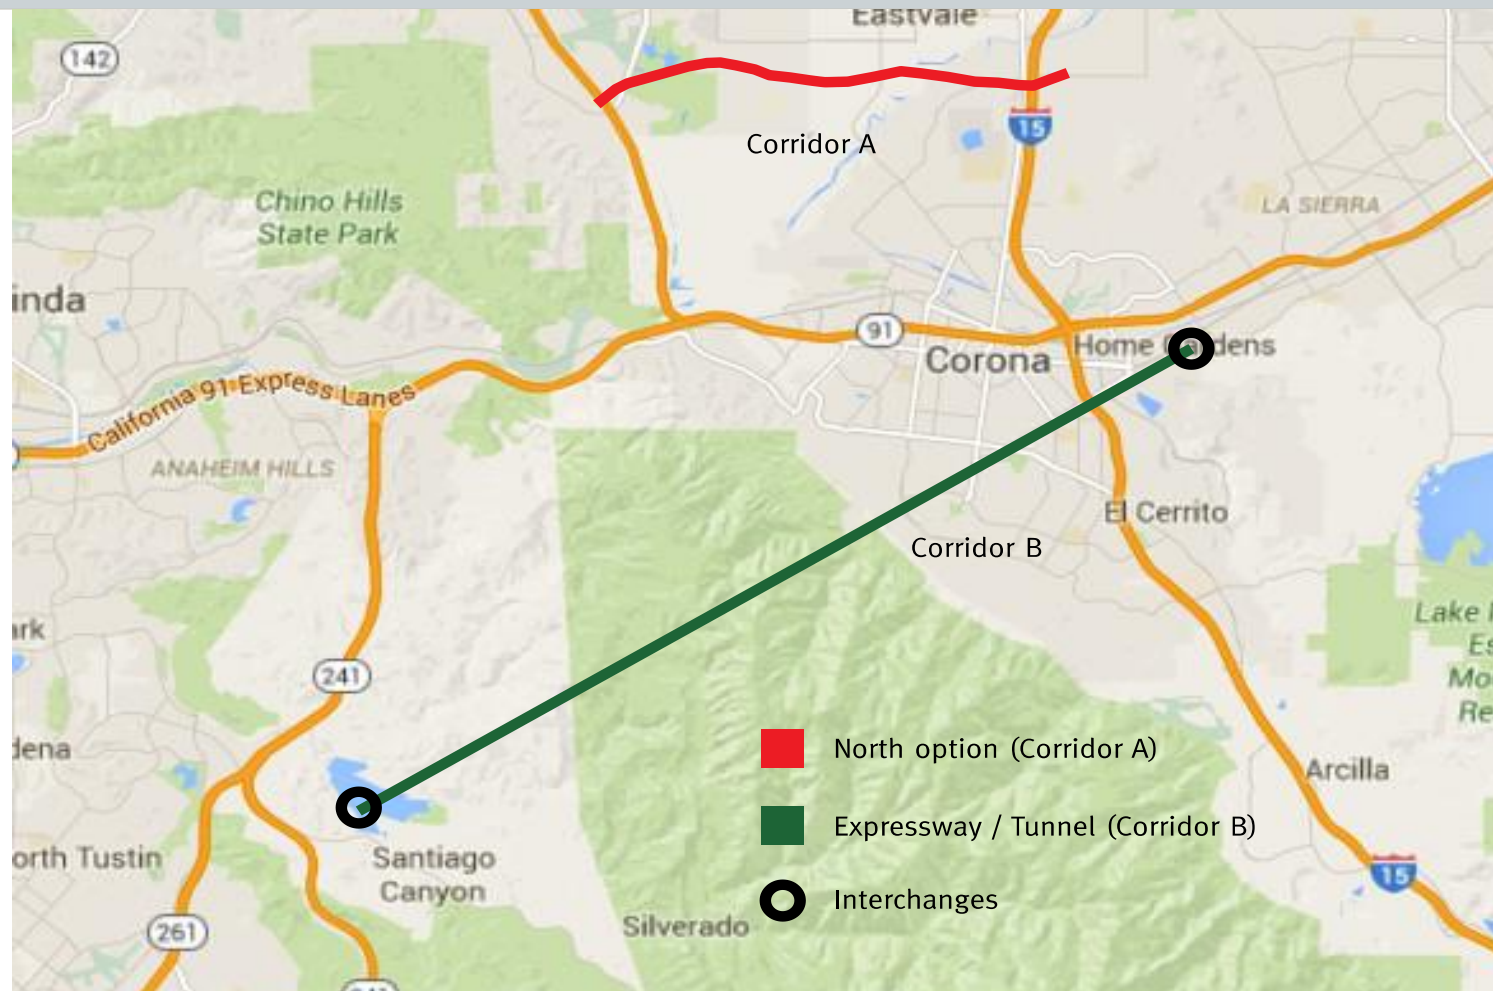 Eastvale
142
15
Corridor A
Chino Hills
State Park
LA SIERRA
inda
91
Corona
Home
dens
California 91 Express Lanes
ANAHEIM HILLS
El Cerrito
Corridor B
Lake
ark
241
dena
North option (Corridor A)
Arcilla
Expressway / Tunnel (Corridor B)
orth Tustin
Santiago
Canyon
15
Interchanges
Silverado
261